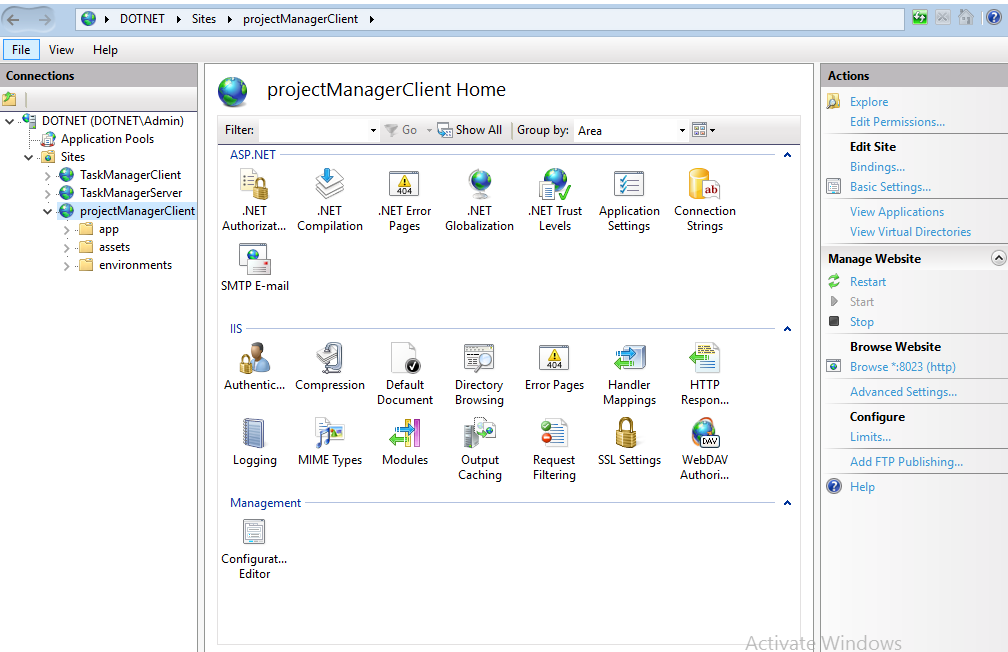 DOTNET Sites projectManagerClient
File View Help
Connections
DOTNET (DOTNET\Admin)
Application Pools
Sites
TaskManagerClient
TaskManagerServer
projectManagerClient
app
assets
environments
projectManagerClient Home
Filter: Go Show All Group by: Area
ASP.NET
.NET Authorizat...
.NET Compilation
.NET Error Pages
.NET Globalization
.NET Trust Levels
Application Settings
Connection Strings
SMTP E-mail
IIS
Authentic...
Compression
Default Document
Directory Browsing
404
Error Pages
Handler Mappings
HTTP Respon...
Logging
MIME Types
Modules
Output Caching
Request Filtering
SSL Settings
DAV
WebDAV Authori...
Management
Configurat... Editor
Actions
Explore
Edit Permissions...
Edit Site
Bindings...
Basic Settings...
View Applications
View Virtual Directories
Manage Website
Restart
Start
Stop
Browse Website
Browse *:8023 (http)
Advanced Settings...
Configure
Limits...
Add FTP Publishing...
Help
Activate Windows